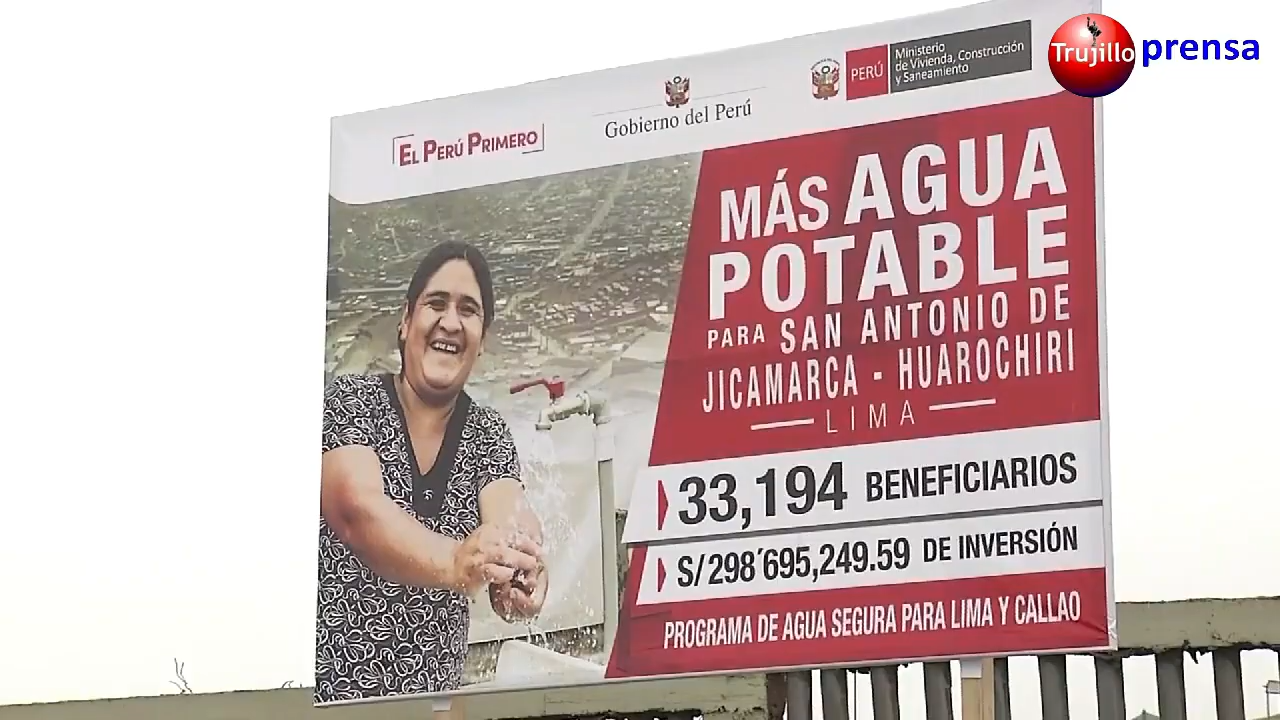 Trujillo prensa
EL PERÚ PRIMERO
Gobierno del Perú
PERÚ
Ministerio
de Vivienda, Construcción
y Saneamiento
MÁS AGUA
POTABLE
PARA SAN ANTONIO DE
JICAMARCA - HUAROCHIRI
LIMA
33,194 BENEFICIARIOS
S/298´695,249.59 DE INVERSIÓN
PROGRAMA DE AGUA SEGURA PARA LIMA Y CALLAO